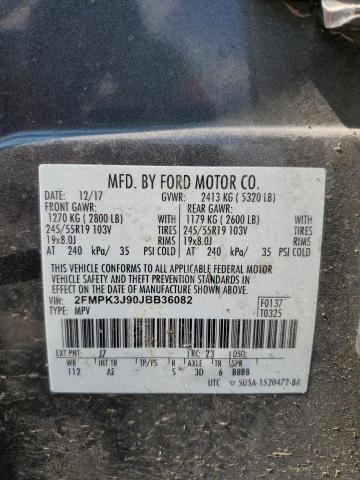 MFD. BY FORD MOTOR CO.
DATE: 12/17 GVWR: 2413 KG ( 5320 LB)
FRONT GAWR: REAR GAWR:
1270 KG ( 2800 LB) WITH 1179 KG ( 2600 LB) WITH
245/55R19 103V TIRES 245/55R19 103V TIRES
19x8.0J RIMS 19x8.0J RIMS
AT 240 kPa/ 35 PSI COLD AT 240 kPa/ 35 PSI COLD
THIS VEHICLE CONFORMS TO ALL APPLICABLE FEDERAL MOTOR
VEHICLE SAFETY AND THEFT PREVENTION STANDARDS IN
EFFECT ON THE DATE OF MANUFACTURE SHOWN ABOVE.
VEHICLE IDENT NO: 2FMPK3J90JBB36082 F0137
TYPE: MPV T0325
EXT PNT: J7 RC: 23 DSO:
WB INT TR TP/PS R AXLE TR SPR
112 AE 5 3D 6 BBBB
UTC 5U5A-1520472-BA